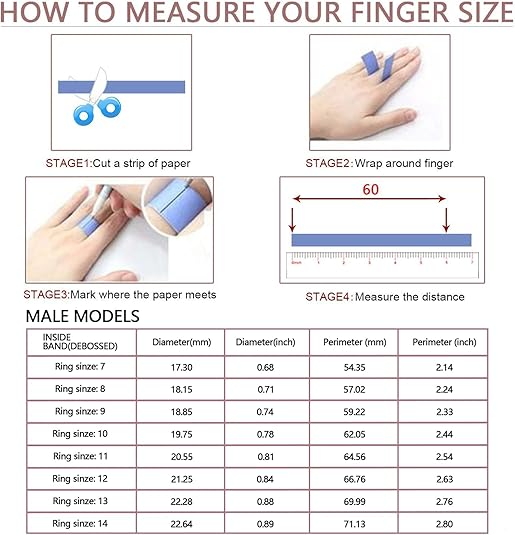 HOW TO MEASURE YOUR FINGER SIZE
STAGE1:Cut a strip of paper
STAGE2:Wrap around finger
60
0mm 1 2 3 4 5 6 7
STAGE3:Mark where the paper meets
STAGE4:Measure the distance
MALE MODELS
INSIDE BAND(DEBOSSED) Diameter(mm) Diameter(inch) Perimeter (mm) Perimeter (inch)
Ring sinze: 7 17.30 0.68 54.35 2.14
Ring sinze: 8 18.15 0.71 57.02 2.24
Ring sinze: 9 18.85 0.74 59.22 2.33
Ring sinze: 10 19.75 0.78 62.05 2.44
Ring sinze: 11 20.55 0.81 64.56 2.54
Ring sinze: 12 21.25 0.84 66.76 2.63
Ring sinze: 13 22.28 0.88 69.99 2.76
Ring sinze: 14 22.64 0.89 71.13 2.80